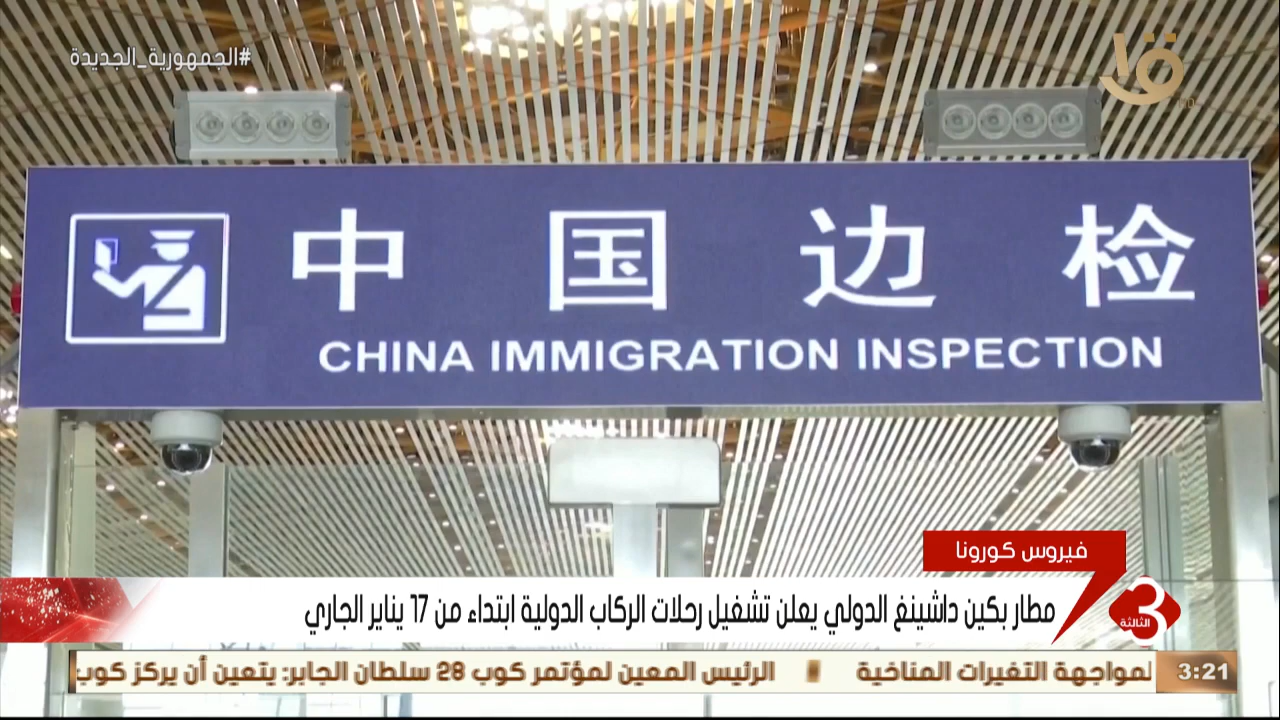 #الجمهورية_الجديدة
中国边检
CHINA IMMIGRATION INSPECTION
فيروس كورونا
مطار بكين داشينغ الدولي يعلن تشغيل رحلات الركاب الدولية ابتداء من 17 يناير الجاري
3 الثالثة
لمواجهة التغيرات المناخية
الرئيس المعين لمؤتمر كوب 28 سلطان الجابر: يتعين أن يركز كوب
3:21